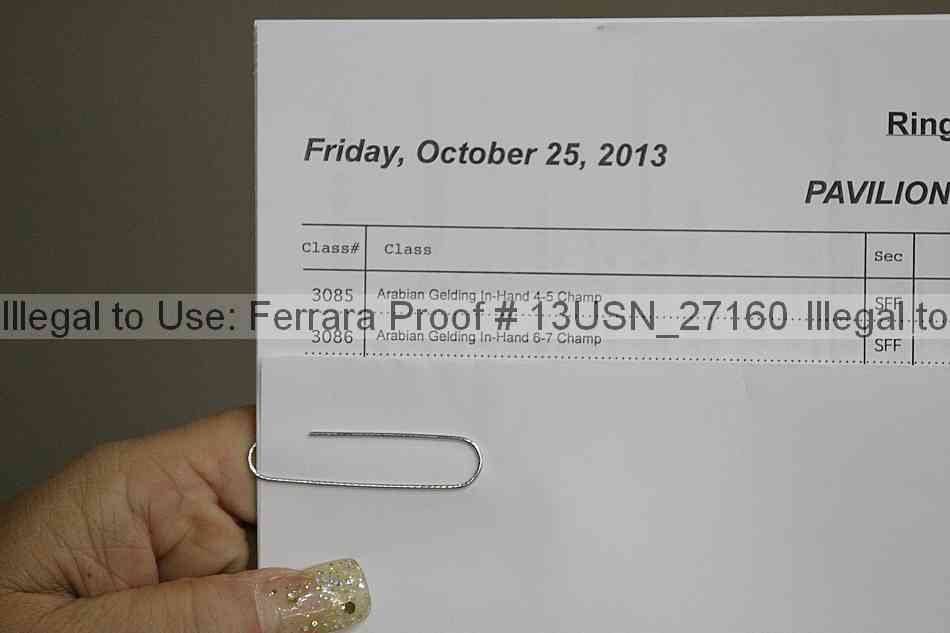 Ring
Friday, October 25, 2013
PAVILION
Class# Class Sec
3085 Arabian Gelding In-Hand 4-5 Champ SFF
Illegal to Use: Ferrara Proof # 13USN_27160 Illegal to
3086 Arabian Gelding In-Hand 6-7 Champ SFF